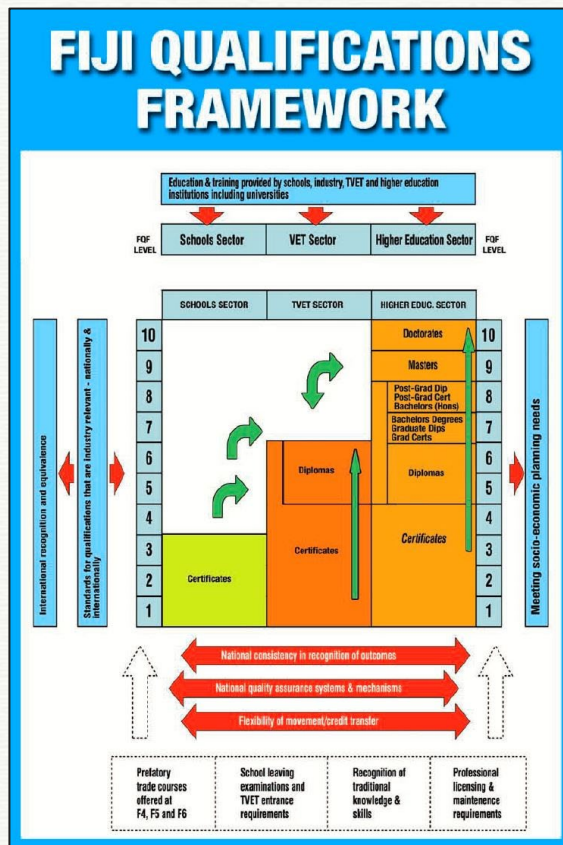 FIJI QUALIFICATIONS
FRAMEWORK
Education & training provided by schools, industry, TVET and higher education
institutions including universities
FQF
LEVEL
Schools Sector
VET Sector
Higher Education Sector
FQF
LEVEL
SCHOOLS SECTOR
TVET SECTOR
HIGHER EDUC. SECTOR
10
9
8
7
6
5
4
3
2
1
Certificates
Diplomas
Certificates
Doctorates
Masters
Post-Grad Dip
Post-Grad Cert
Bachelors (Hons)
Bachelors Degrees
Graduate Dips
Grad Certs
Diplomas
Certificates
10
9
8
7
6
5
4
3
2
1
International recognition and equivalence
Standards for qualifications that are industry relevant - nationally &
internationally
Meeting socio-economic planning needs
National consistency in recognition of outcomes
National quality assurance systems & mechanisms
Flexibility of movement/credit transfer
Prefatory
trade courses
offered at
F4, F5 and F6
School leaving
examinations and
TVET entrance
requirements
Recognition of
traditional
knowledge &
skills
Professional
licensing &
maintenence
requirements